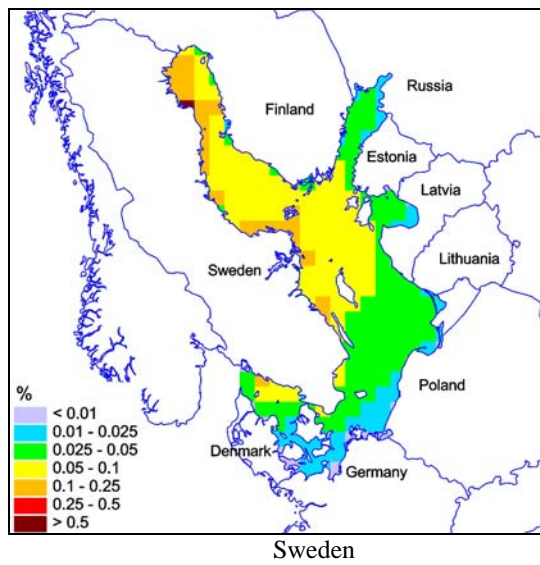 Finland
Russia
Estonia
Latvia
Lithuania
Sweden
Poland
Denmark
Germany
%
< 0.01
0.01 - 0.025
0.025 - 0.05
0.05 - 0.1
0.1 - 0.25
0.25 - 0.5
> 0.5
Sweden